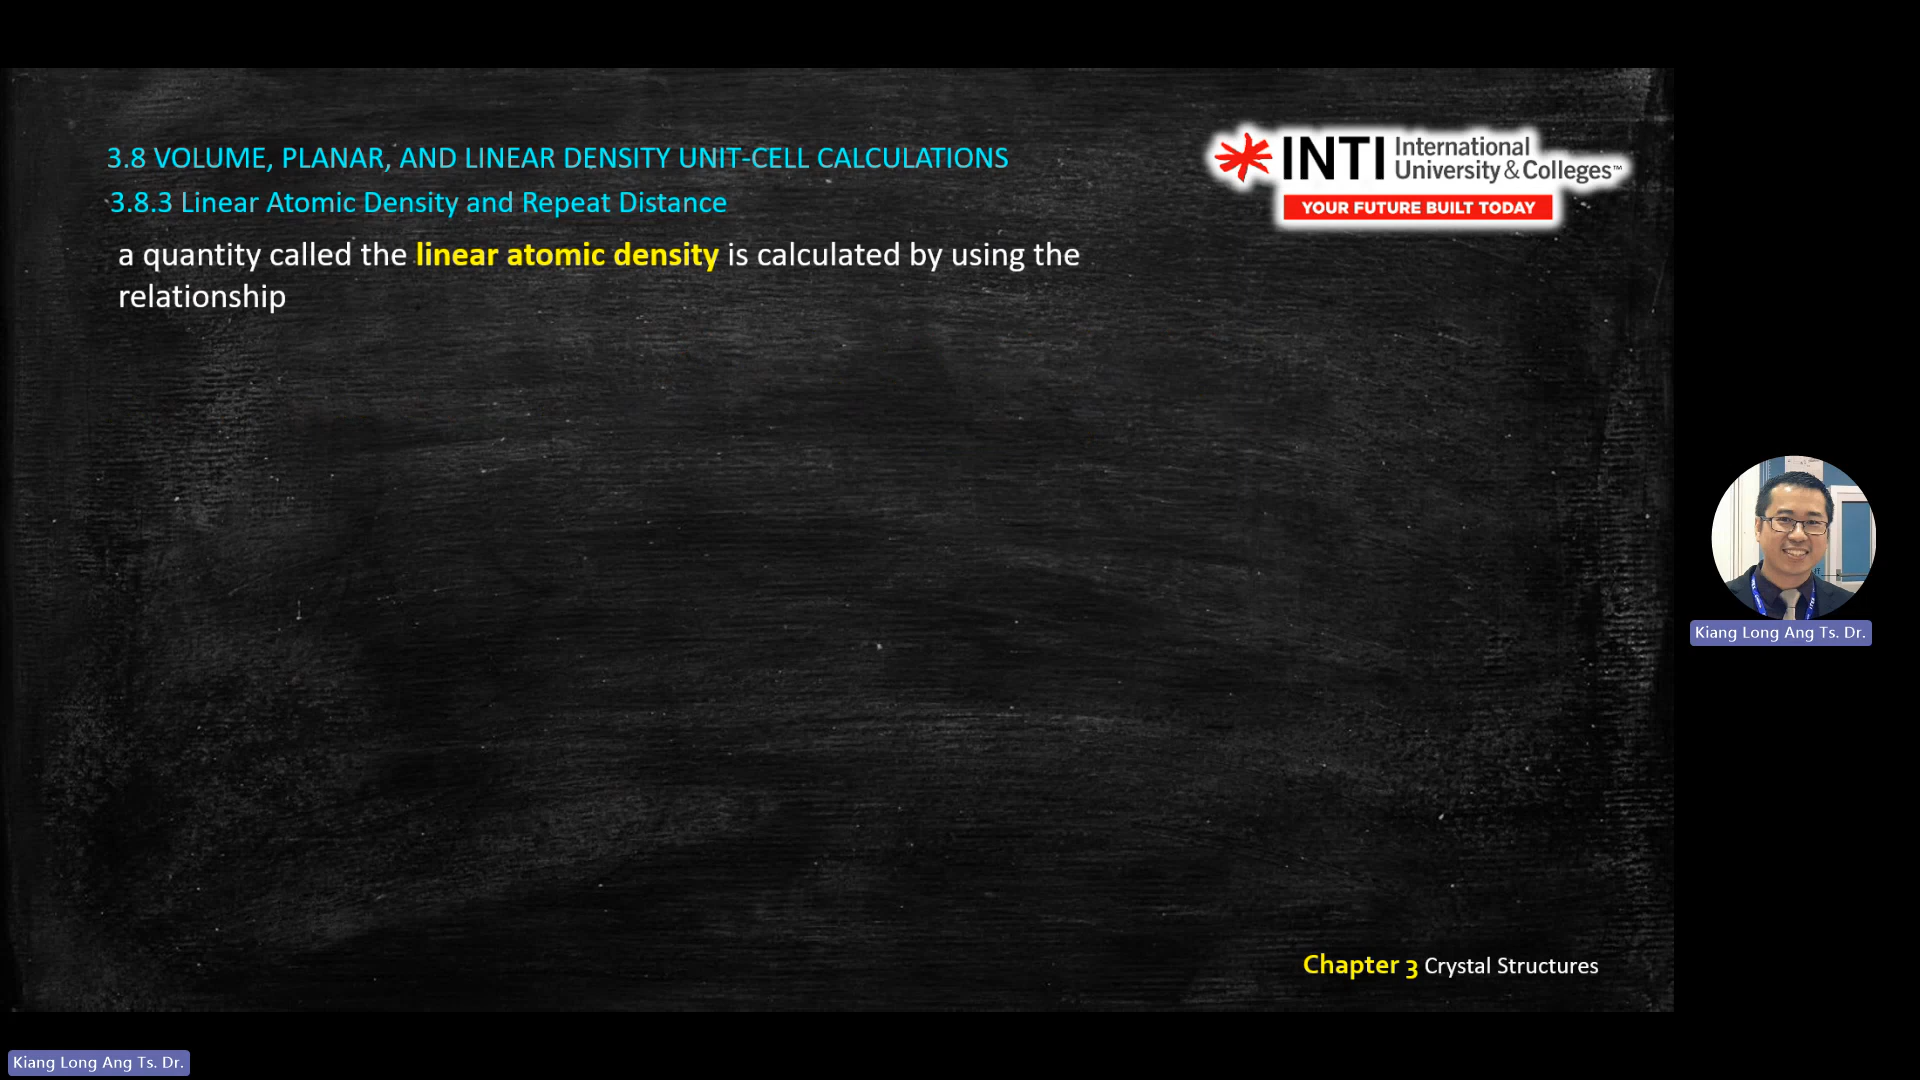 3.8 VOLUME, PLANAR, AND LINEAR DENSITY UNIT-CELL CALCULATIONS
3.8.3 Linear Atomic Density and Repeat Distance
a quantity called the linear atomic density is calculated by using the
relationship
INTI International
University & Colleges™
YOUR FUTURE BUILT TODAY
Kiang Long Ang Ts. Dr.
Chapter 3 Crystal Structures
Kiang Long Ang Ts. Dr.